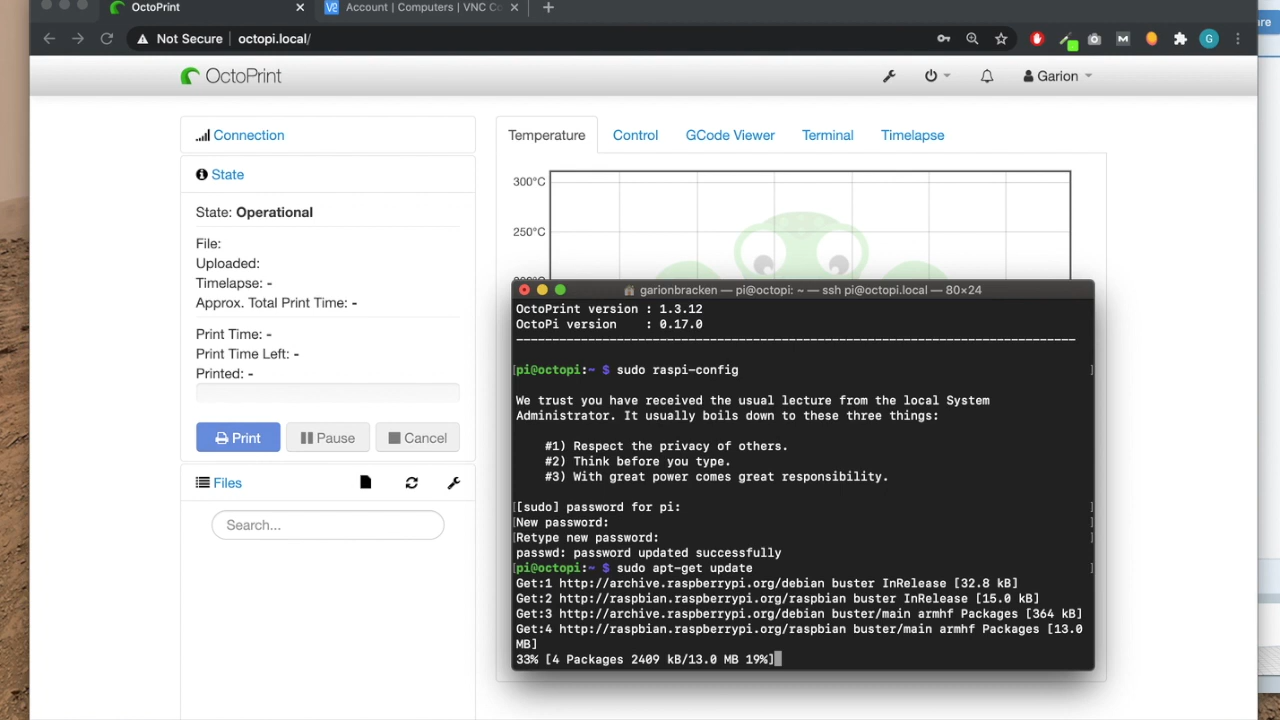 OctoPrint
Account | Computers | VNC Co
Not Secure
octopi.local/
G
OctoPrint
Garion
Connection
State
State: Operational
File:
Uploaded:
Timelapse: -
Approx. Total Print Time: -
Print Time: -
Print Time Left: -
Printed: -
Print
Pause
Cancel
Files
Search...
Temperature
Control
GCode Viewer
Terminal
Timelapse
300°C
250°C
garionbracken — pi@octopi: ~ — ssh pi@octopi.local — 80×24
OctoPrint version : 1.3.12
OctoPi version    : 0.17.0
------------------------------------------------------------------------------
pi@octopi:~ $ sudo raspi-config
We trust you have received the usual lecture from the local System
Administrator. It usually boils down to these three things:
#1) Respect the privacy of others.
#2) Think before you type.
#3) With great power comes great responsibility.
[sudo] password for pi:
New password:
Retype new password:
passwd: password updated successfully
pi@octopi:~ $ sudo apt-get update
Get:1 http://archive.raspberrypi.org/debian buster InRelease [32.8 kB]
Get:2 http://raspbian.raspberrypi.org/raspbian buster InRelease [15.0 kB]
Get:3 http://archive.raspberrypi.org/debian buster/main armhf Packages [364 kB]
Get:4 http://raspbian.raspberrypi.org/raspbian buster/main armhf Packages [13.0
MB]
33% [4 Packages 2409 kB/13.0 MB 19%]